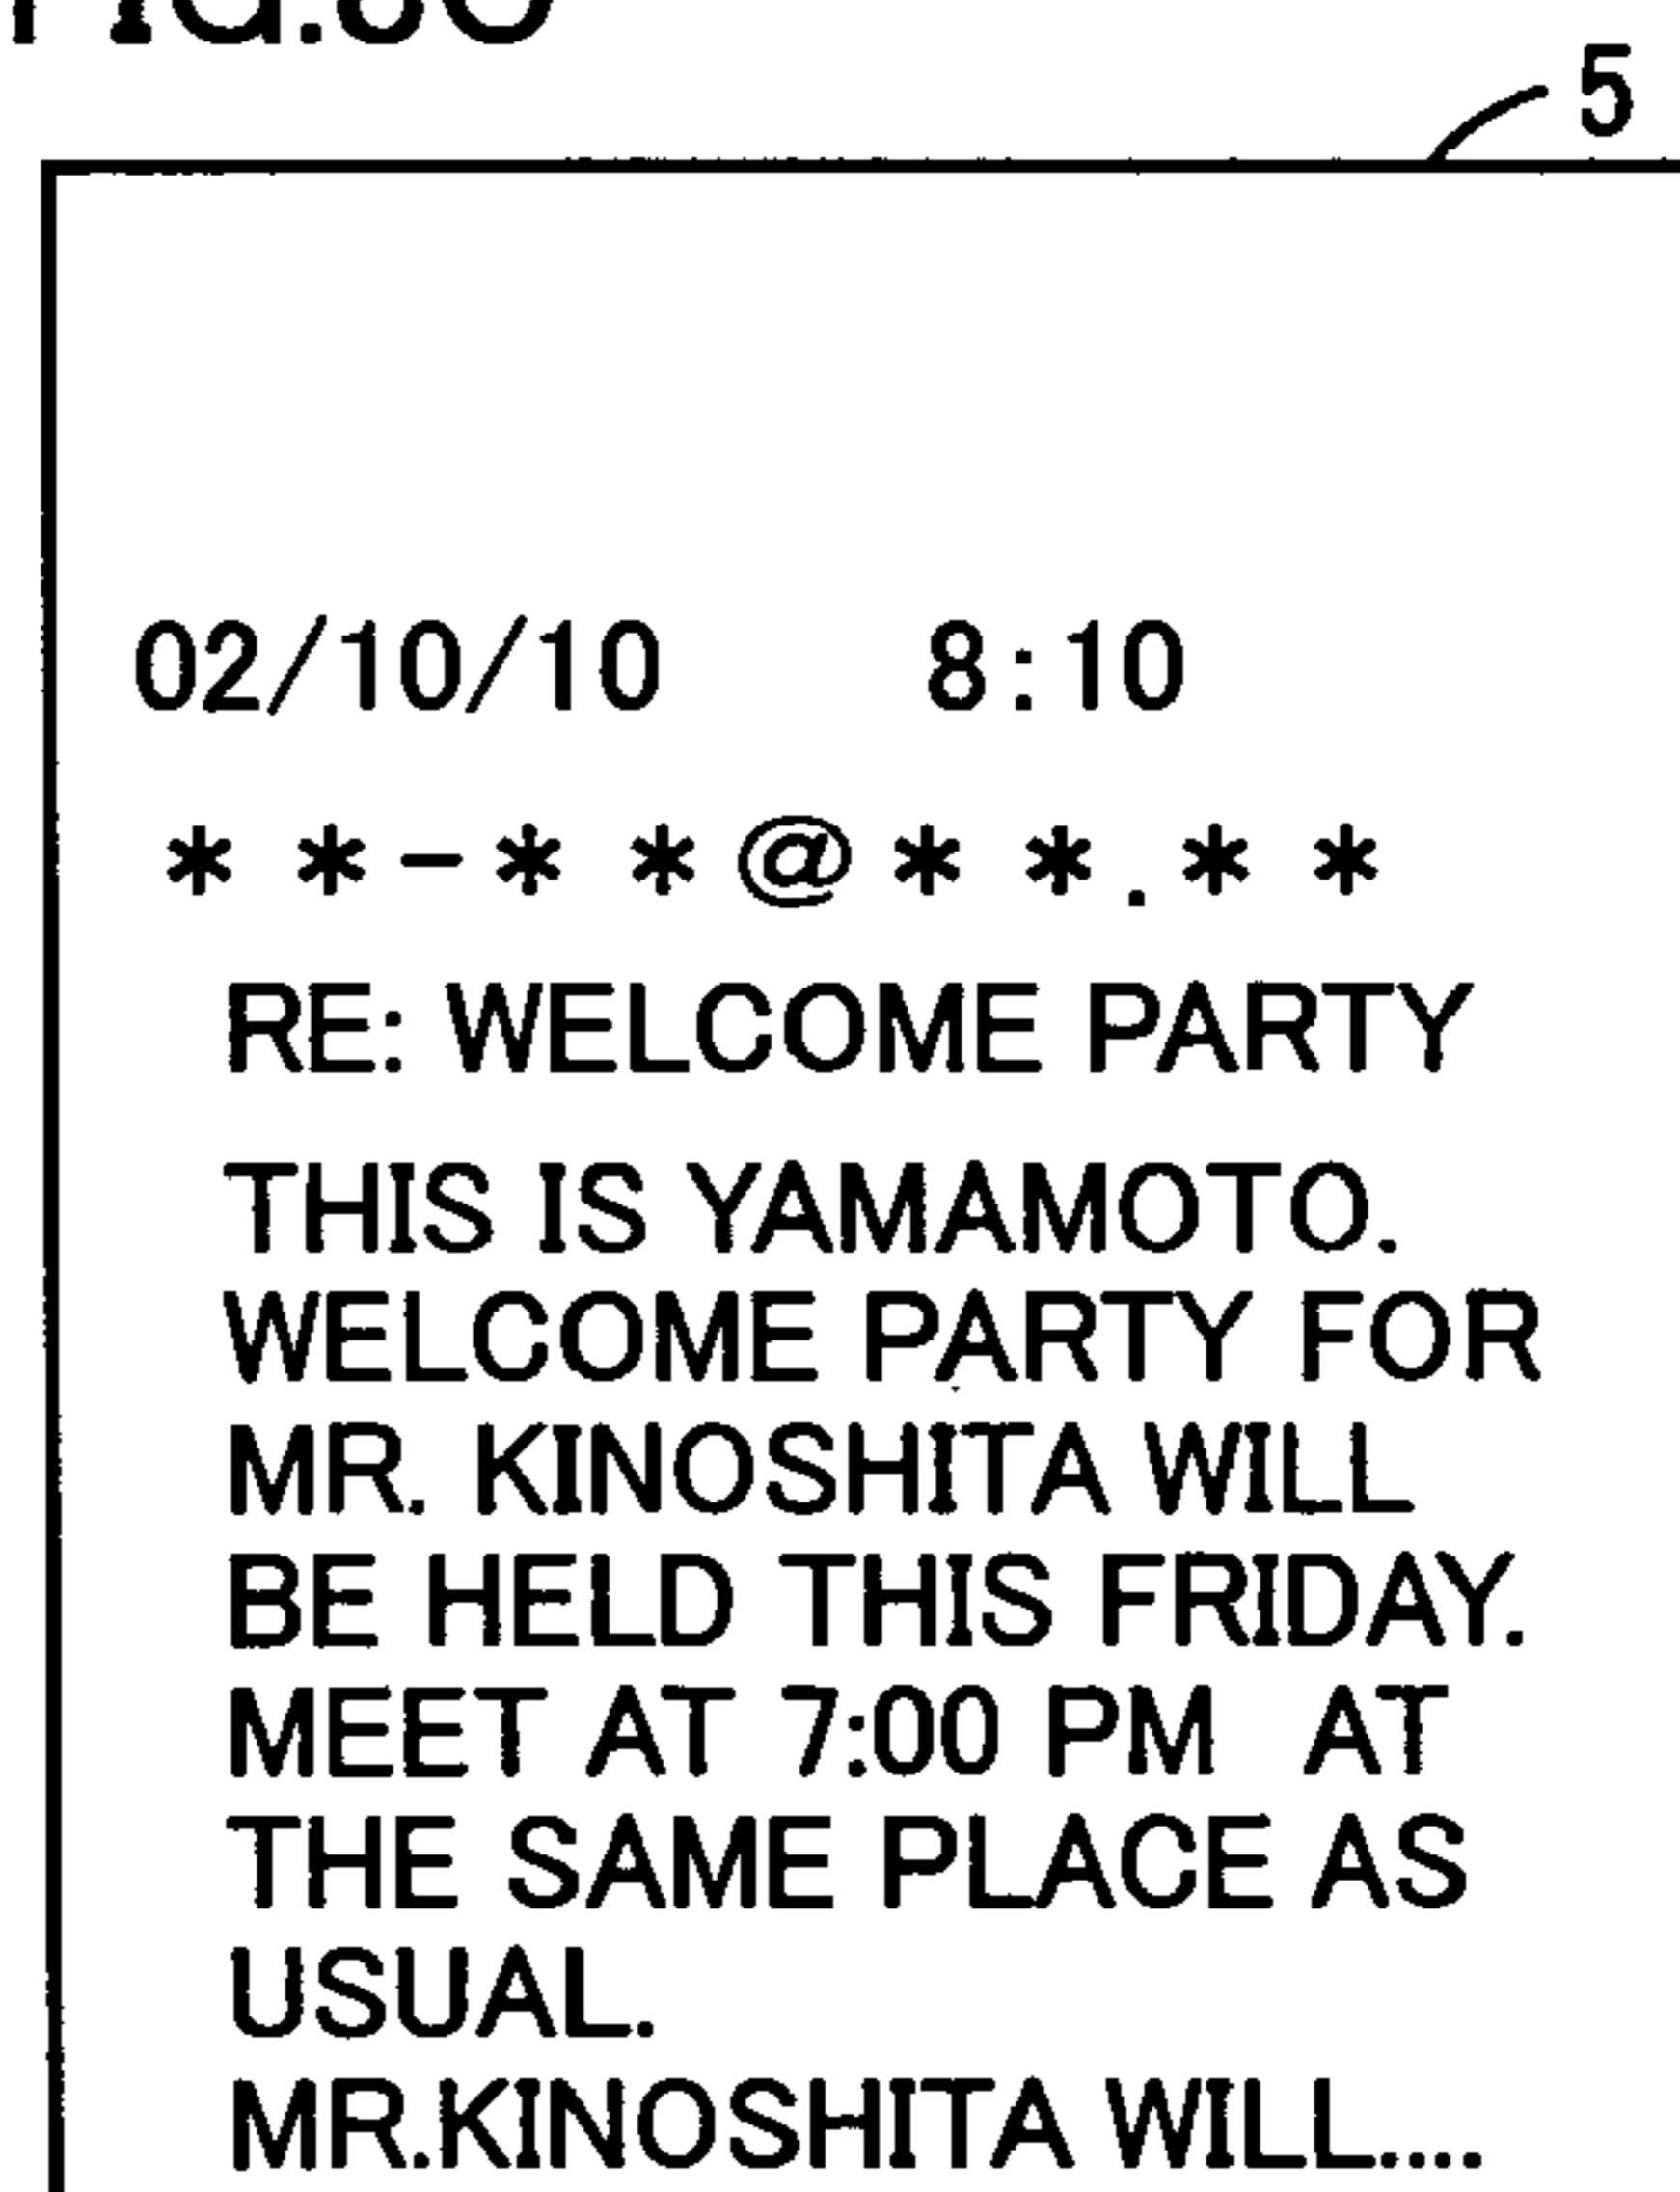 5
02/10/10 8:10
* *-* *@* *.* *
RE: WELCOME PARTY
THIS IS YAMAMOTO.
WELCOME PARTY FOR
MR. KINOSHITA WILL
BE HELD THIS FRIDAY.
MEET AT 7:00 PM AT
THE SAME PLACE AS
USUAL.
MR.KINOSHITA WILL....